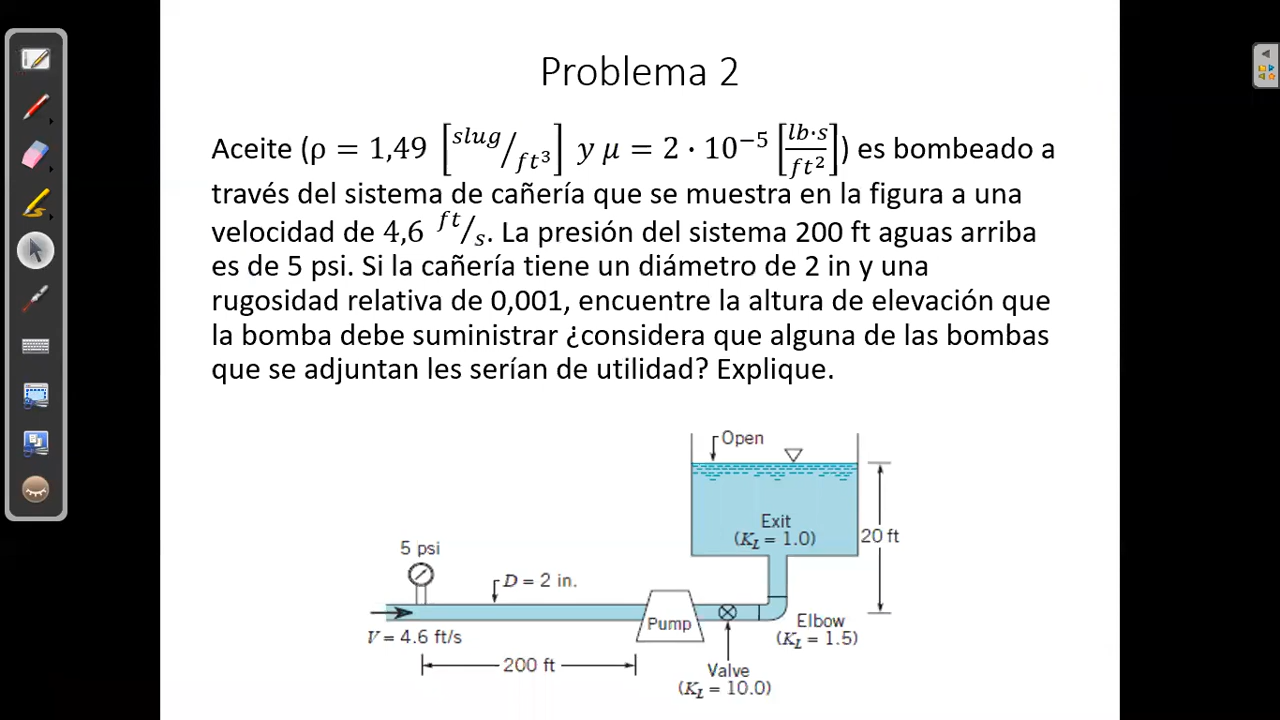 Problema 2
Aceite (ρ = 1,49 [slug/ft³] y μ = 2 · 10⁻⁵ [lb·s/ft²]) es bombeado a
través del sistema de cañería que se muestra en la figura a una
velocidad de 4,6 ft/s. La presión del sistema 200 ft aguas arriba
es de 5 psi. Si la cañería tiene un diámetro de 2 in y una
rugosidad relativa de 0,001, encuentre la altura de elevación que
la bomba debe suministrar ¿considera que alguna de las bombas
que se adjuntan les serían de utilidad? Explique.
Open
Exit
(K_L = 1.0)
20 ft
5 psi
D = 2 in.
Pump
Elbow
(K_L = 1.5)
V = 4.6 ft/s
200 ft
Valve
(K_L = 10.0)